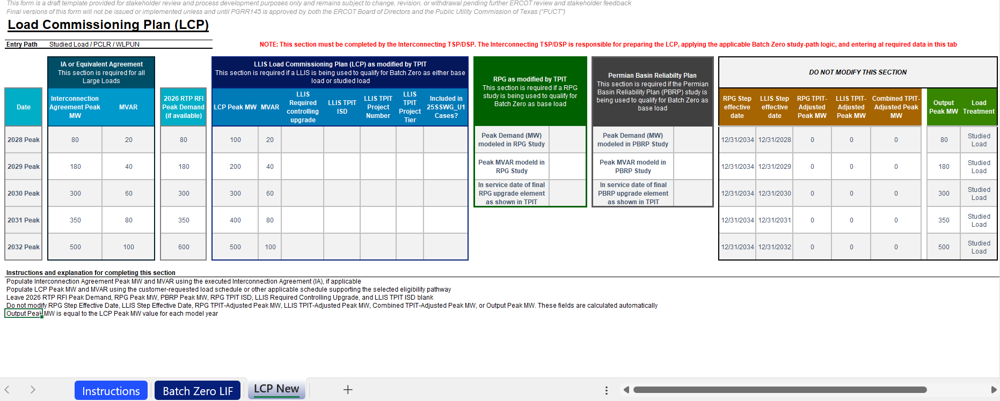 This form is a draft template provided for stakeholder review and process development purposes only and remains subject to change, revision, or withdrawal pending further ERCOT review and stakeholder feedback
Final versions of this form will not be issued or implemented unless and until PGRR145 is approved by both the ERCOT Board of Directors and the Public Utility Commission of Texas ("PUCT")
Load Commissioning Plan (LCP)
Entry Path Studied Load / PCLR / WLPUN
NOTE: This section must be completed by the Interconnecting TSP/DSP. The Interconnecting TSP/DSP is responsible for preparing the LCP, applying the applicable Batch Zero study-path logic, and entering al required data in this tab
IA or Equivalent Agreement
This section is required for all
Large Loads
LLIS Load Commissioning Plan (LCP) as modified by TPIT
This section is required if a LLIS is being used to qualify for Batch Zero as either base
load or studied load
RPG as modified by TPIT
This section is required if a RPG
study is being used to qualify for
Batch Zero as base load
Permian Basin Reliabilty Plan
This section is required if the Permian
Basin Reliability Plan (PBRP) study is
being used to qualify for Batch Zero as
base load
DO NOT MODIFY THIS SECTION
Date
Interconnection
Agreement Peak
MW
MVAR
2026 RTP RFI
Peak Demand
(if available)
LCP Peak MW
MVAR
LLIS
Required
controlling
upgrade
LLIS TPIT
ISD
LLIS TPIT
Project
Number
LLIS
TPIT
Project
Tier
Included in
25SSWG_U1
Cases?
RPG Step
effective
date
LLIS Step
effective
date
RPG TPIT-
Adjusted
Peak MW
LLIS TPIT-
Adjusted
Peak MW
Combined TPIT-
Adjusted Peak
MW
Output
Peak MW
Load
Treatment
2028 Peak 80 20 80 100 20
Peak Demand (MW)
modeled in RPG Study
Peak Demand (MW)
modeled in PBRP Study
12/31/2034 12/31/2028 0 0 0 80 Studied
Load
2029 Peak 180 40 180 200 40
Peak MVAR modeld in
RPG Study
Peak MVAR modeld in
PBRP Study
12/31/2034 12/31/2029 0 0 0 180 Studied
Load
2030 Peak 300 60 300 300 60
In service date of final
RPG upgrade element
as shown in TPIT
In service date of final
PBRP upgrade element
as shown in TPIT
12/31/2034 12/31/2030 0 0 0 300 Studied
Load
2031 Peak 350 80 350 400 80
12/31/2034 12/31/2031 0 0 0 350 Studied
Load
2032 Peak 500 100 600 500 100
12/31/2034 12/31/2032 0 0 0 500 Studied
Load
Instructions and explanation for completing this section
Populate Interconnection Agreement Peak MW and MVAR using the executed Interconnection Agreement (IA), if applicable
Populate LCP Peak MW and MVAR using the customer-requested load schedule or other applicable schedule supporting the selected eligibility pathway
Leave 2026 RTP RFI Peak Demand, RPG Peak MW, PBRP Peak MW, RPG TPIT ISD, LLIS Required Controlling Upgrade, and LLIS TPIT ISD blank
Do not modify RPG Step Effective Date, LLIS Step Effective Date, RPG TPIT-Adjusted Peak MW, LLIS TPIT-Adjusted Peak MW, Combined TPIT-Adjusted Peak MW, or Output Peak MW. These fields are calculated automatically
Output Peak MW is equal to the LCP Peak MW value for each model year
Instructions
Batch Zero LIF
LCP New